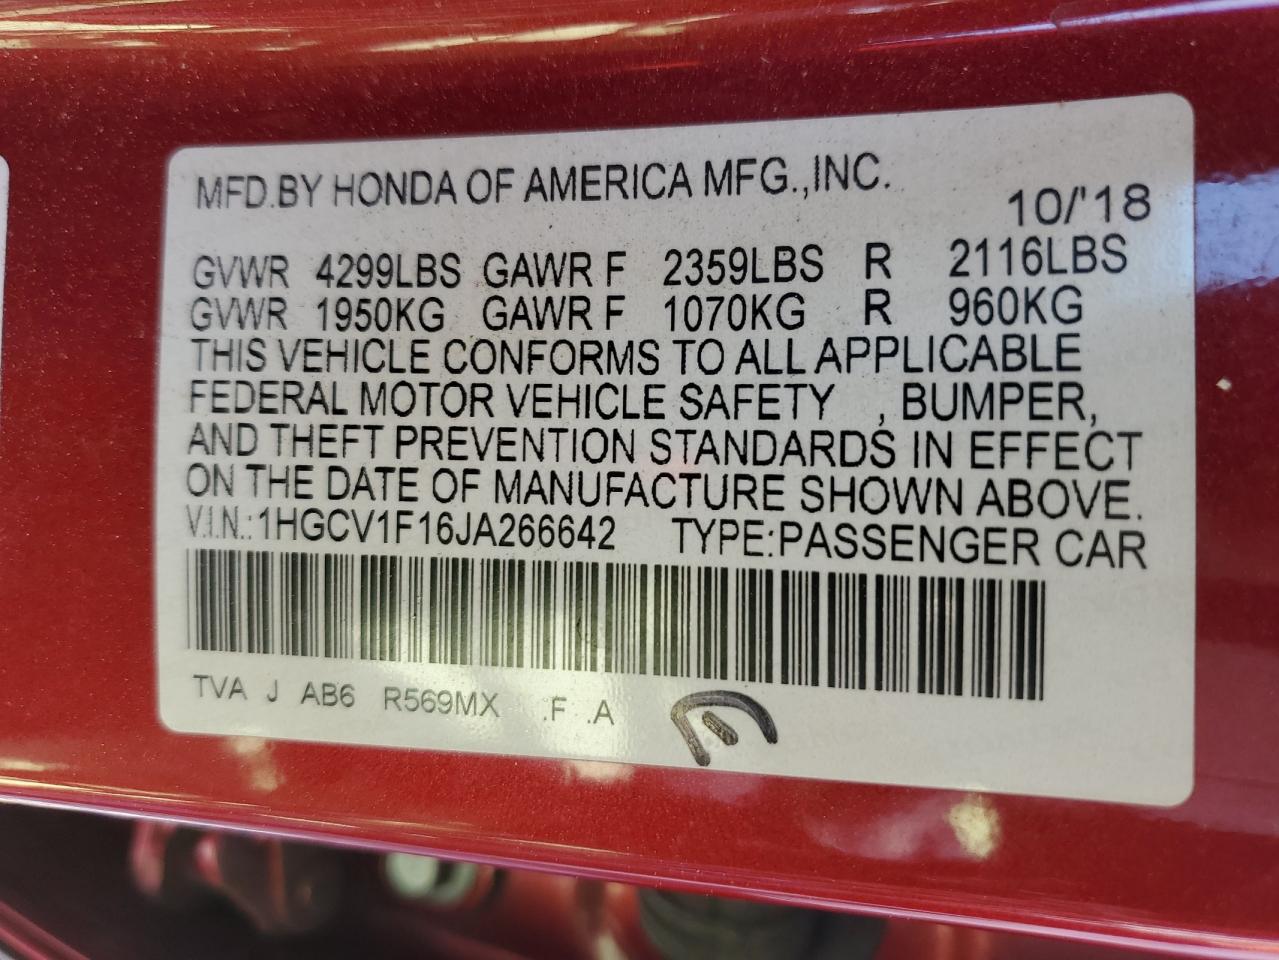 MFD.BY HONDA OF AMERICA MFG.,INC.
10/'18
GVWR 4299LBS GAWR F 2359LBS R 2116LBS
GVWR 1950KG GAWR F 1070KG R 960KG
THIS VEHICLE CONFORMS TO ALL APPLICABLE
FEDERAL MOTOR VEHICLE SAFETY , BUMPER,
AND THEFT PREVENTION STANDARDS IN EFFECT
ON THE DATE OF MANUFACTURE SHOWN ABOVE.
V.I.N.:1HGCV1F16JA266642 TYPE:PASSENGER CAR
TVA J AB6 R569MX .F .A